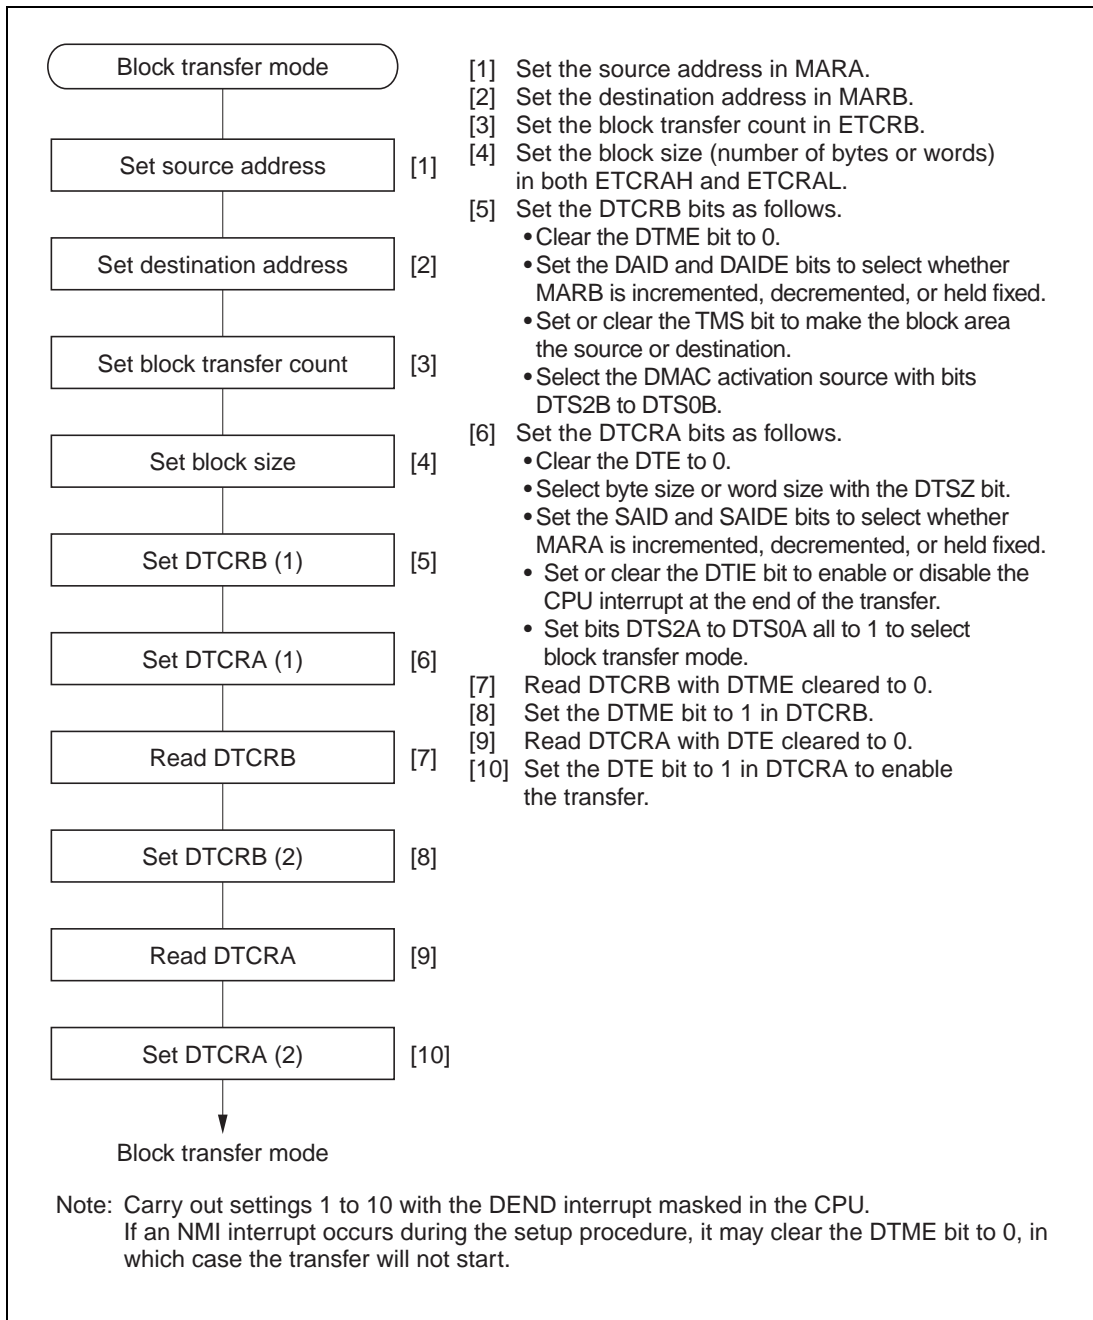 Block transfer mode
Set source address [1]
Set destination address [2]
Set block transfer count [3]
Set block size [4]
Set DTCRB (1) [5]
Set DTCRA (1) [6]
Read DTCRB [7]
Set DTCRB (2) [8]
Read DTCRA [9]
Set DTCRA (2) [10]
Block transfer mode
[1] Set the source address in MARA.
[2] Set the destination address in MARB.
[3] Set the block transfer count in ETCRB.
[4] Set the block size (number of bytes or words)
in both ETCRAH and ETCRAL.
[5] Set the DTCRB bits as follows.
•Clear the DTME bit to 0.
•Set the DAID and DAIDE bits to select whether
MARB is incremented, decremented, or held fixed.
•Set or clear the TMS bit to make the block area
the source or destination.
•Select the DMAC activation source with bits
DTS2B to DTS0B.
[6] Set the DTCRA bits as follows.
•Clear the DTE to 0.
•Select byte size or word size with the DTSZ bit.
•Set the SAID and SAIDE bits to select whether
MARA is incremented, decremented, or held fixed.
• Set or clear the DTIE bit to enable or disable the
CPU interrupt at the end of the transfer.
• Set bits DTS2A to DTS0A all to 1 to select
block transfer mode.
[7] Read DTCRB with DTME cleared to 0.
[8] Set the DTME bit to 1 in DTCRB.
[9] Read DTCRA with DTE cleared to 0.
[10] Set the DTE bit to 1 in DTCRA to enable
the transfer.
Note: Carry out settings 1 to 10 with the DEND interrupt masked in the CPU.
If an NMI interrupt occurs during the setup procedure, it may clear the DTME bit to 0, in
which case the transfer will not start.